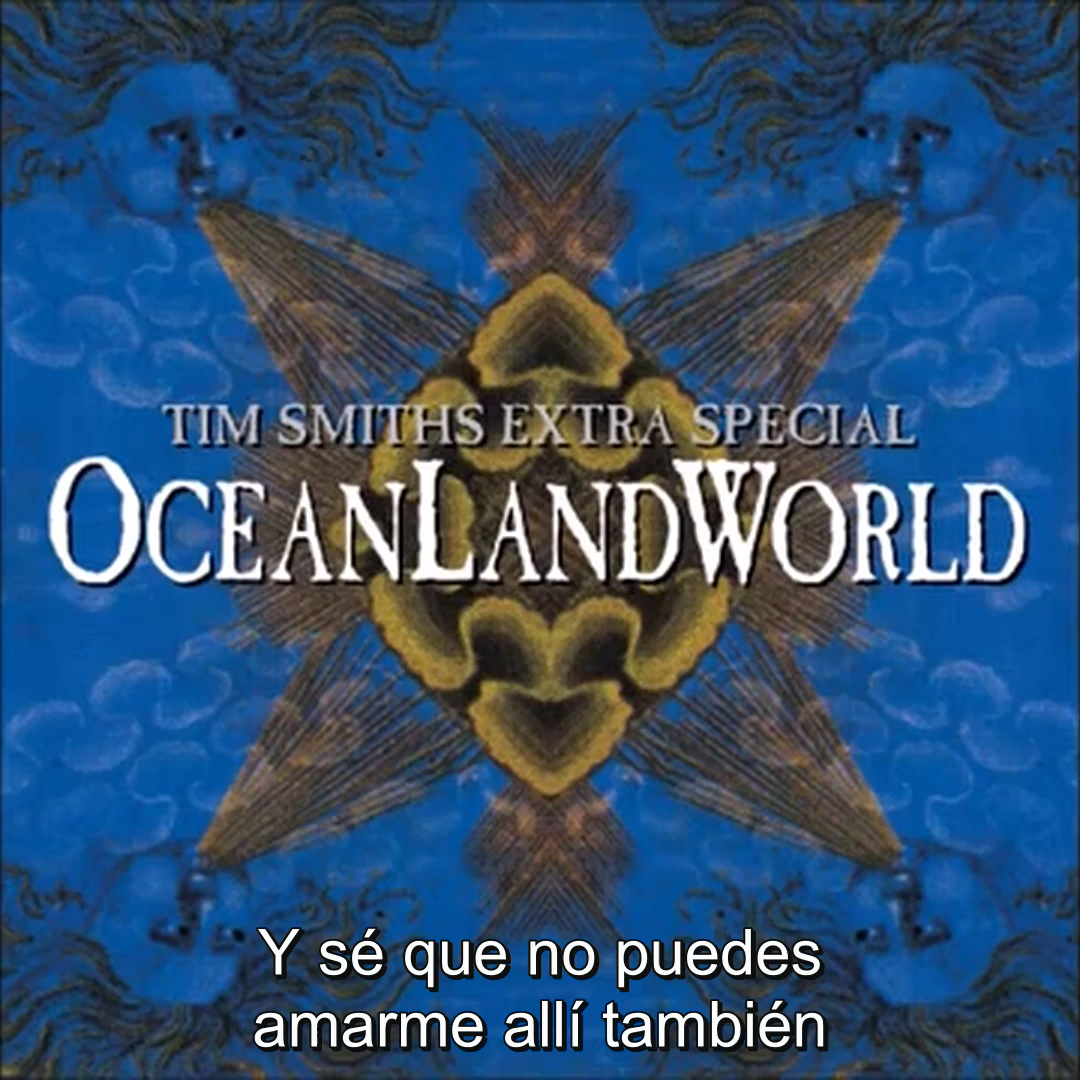 TIM SMITHS EXTRA SPECIAL
OCEANLANDWORLD
Y sé que no puedes
amarme allí también